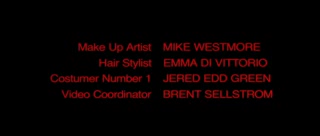 Make Up Artist MIKE WESTMORE
Hair Stylist EMMA DI VITTORIO
Costumer Number 1 JERED EDD GREEN
Video Coordinator BRENT SELLSTROM